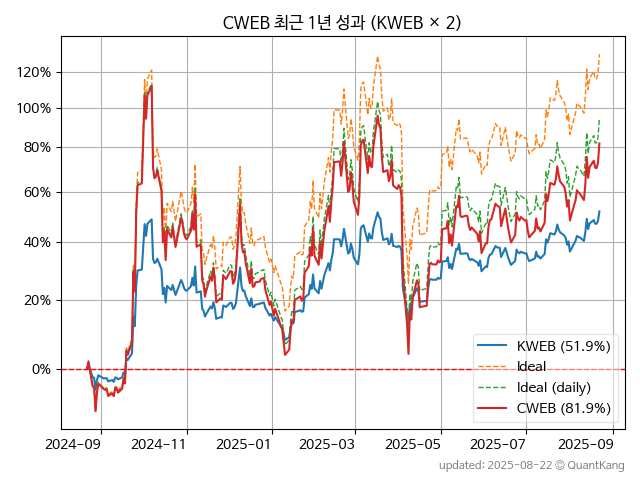 CWEB 최근 1년 성과 (KWEB × 2)
120%
100%
80%
60%
40%
20%
0%
KWEB (51.9%)
Ideal
Ideal (daily)
CWEB (81.9%)
2024-09
2024-11
2025-01
2025-03
2025-05
2025-07
2025-09
updated: 2025-08-22 © QuantKang